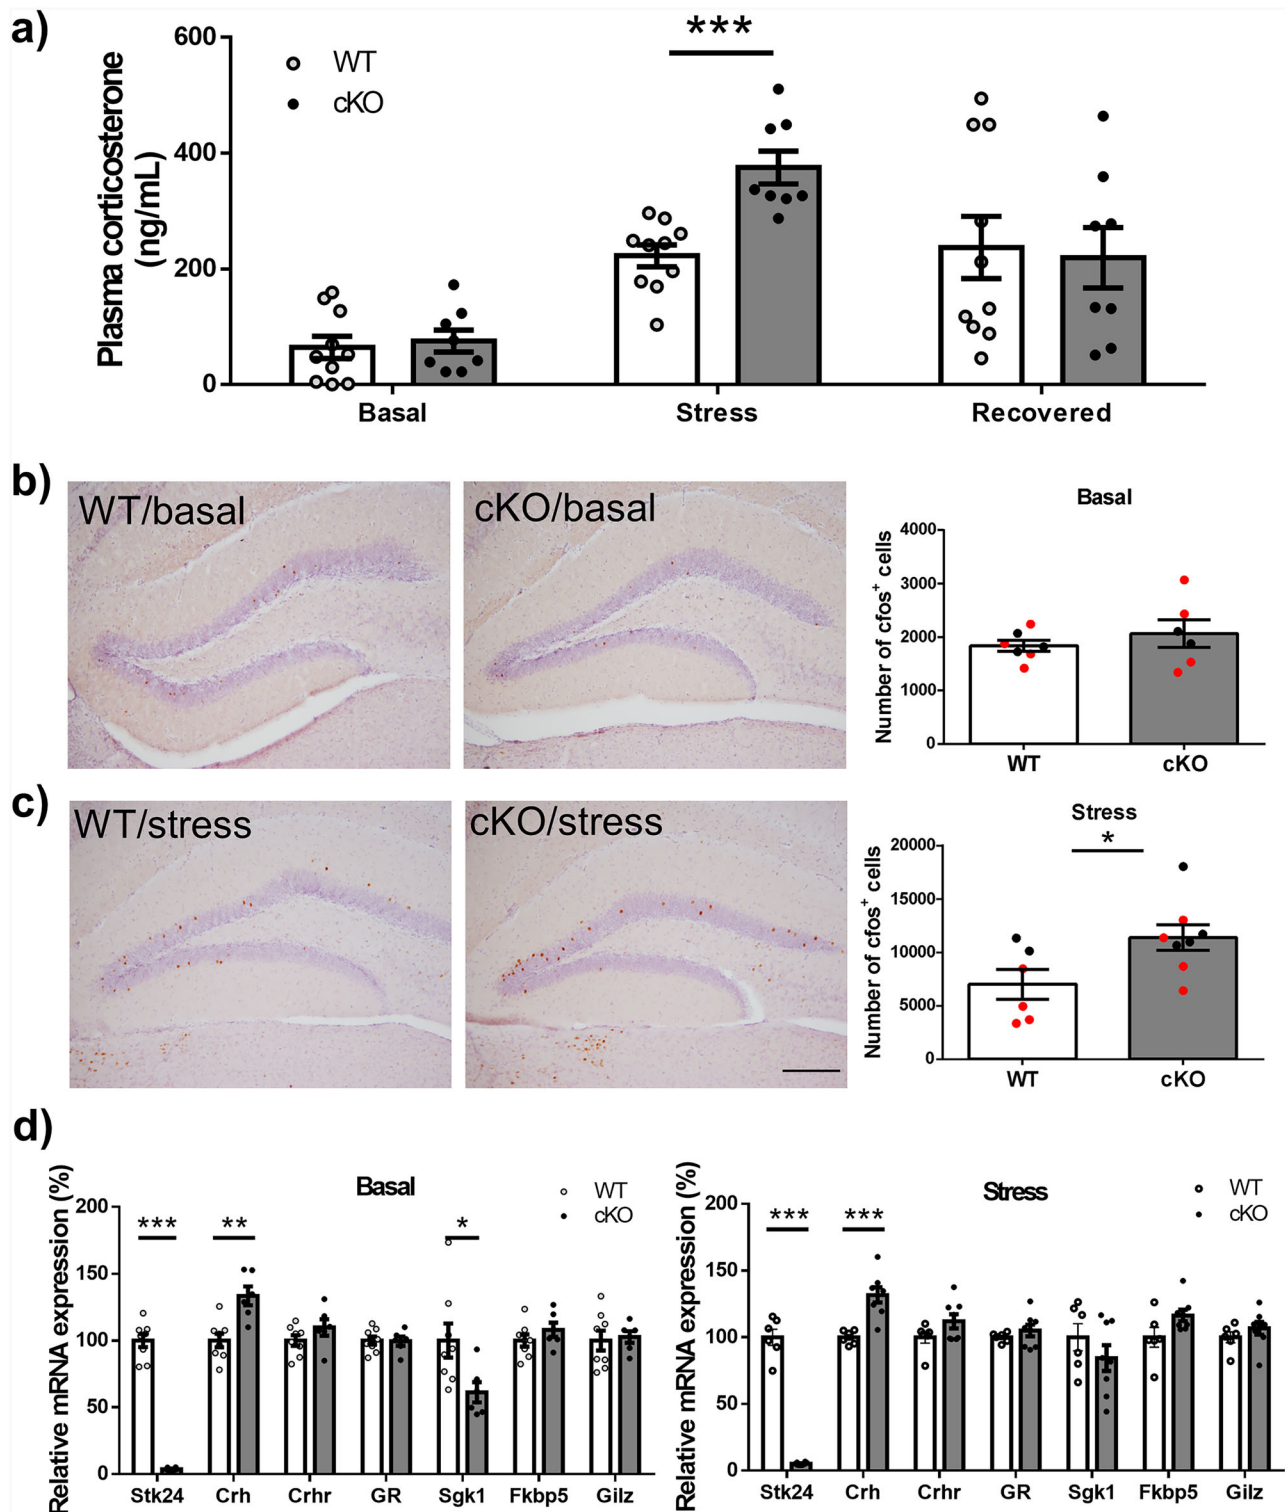 a)
Plasma corticosterone
(ng/mL)
600
400
200
0
WT
cKO
***
Basal
Stress
Recovered
b)
WT/basal
cKO/basal
Basal
Number of cfos⁺ cells
4000
3000
2000
1000
0
WT
cKO
c)
WT/stress
cKO/stress
Stress
*
Number of cfos⁺ cells
20000
15000
10000
5000
0
WT
cKO
d)
Relative mRNA expression (%)
Basal
WT
cKO
200
150
100
50
0
***
**
*
Stk24
Crh
Crhr
GR
Sgk1
Fkbp5
Gilz
Relative mRNA expression (%)
Stress
WT
cKO
200
150
100
50
0
***
***
Stk24
Crh
Crhr
GR
Sgk1
Fkbp5
Gilz